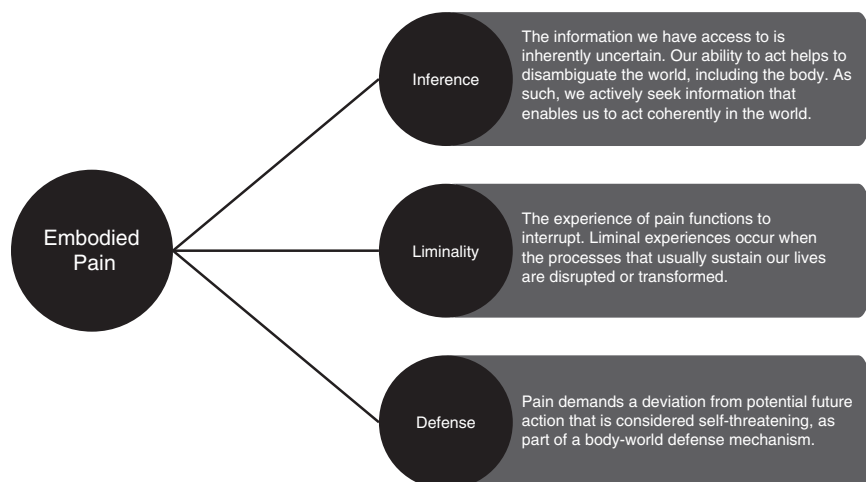 Embodied
Pain
Inference
The information we have access to is
inherently uncertain. Our ability to act helps to
disambiguate the world, including the body. As
such, we actively seek information that
enables us to act coherently in the world.
Liminality
The experience of pain functions to
interrupt. Liminal experiences occur when
the processes that usually sustain our lives
are disrupted or transformed.
Defense
Pain demands a deviation from potential future
action that is considered self-threatening, as
part of a body-world defense mechanism.